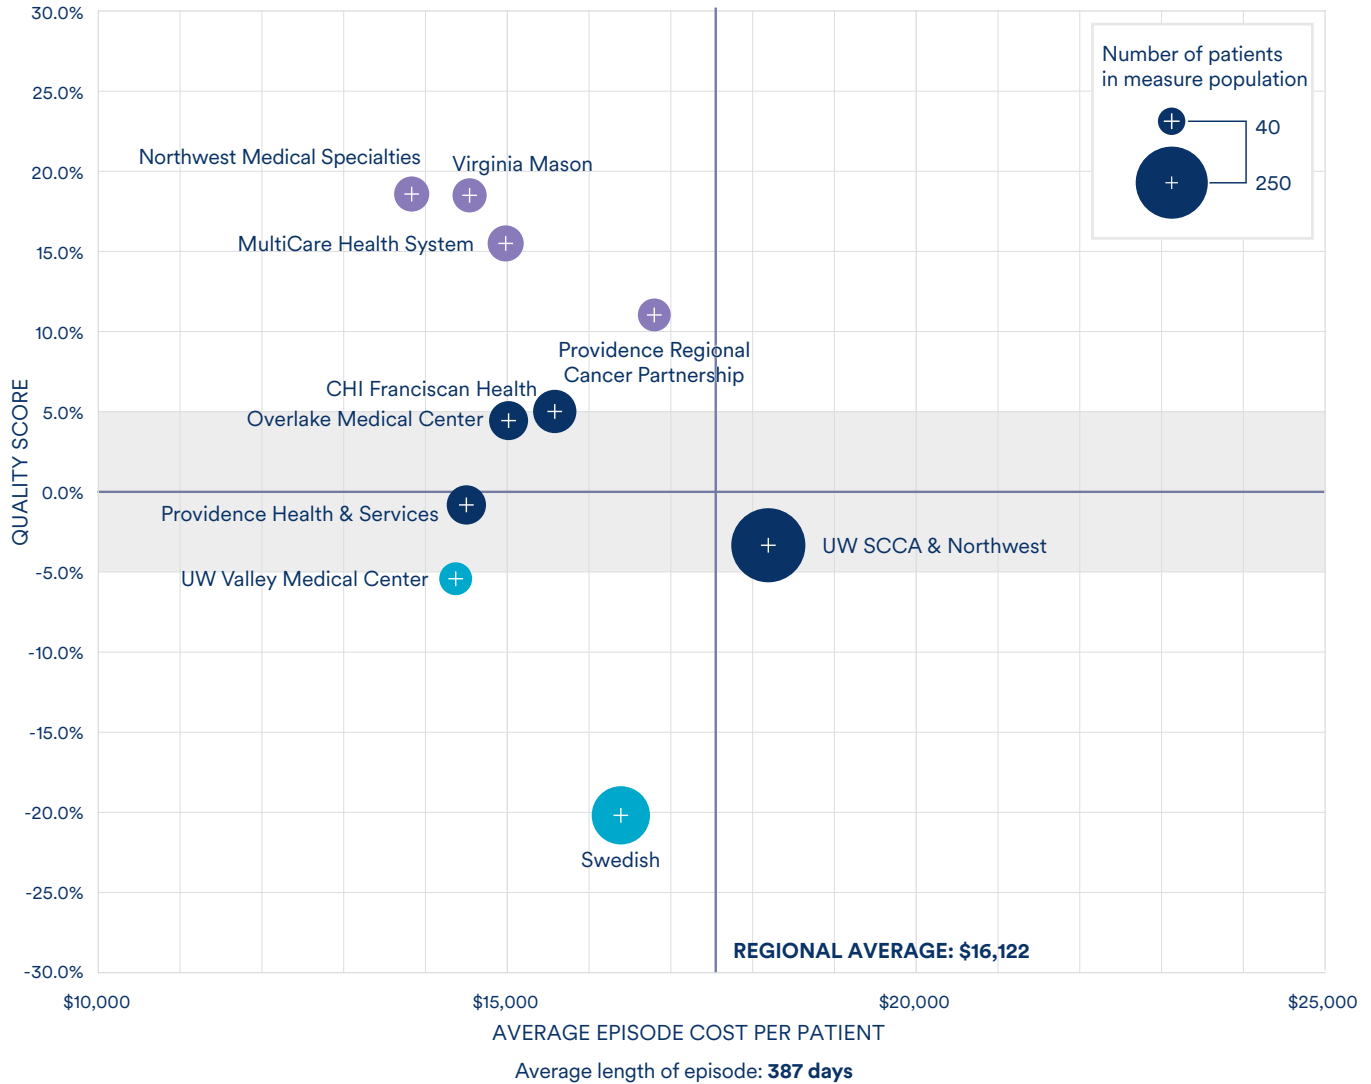 30.0%
25.0%
20.0%
15.0%
10.0%
5.0%
0.0%
-5.0%
-10.0%
-15.0%
-20.0%
-25.0%
-30.0%
QUALITY SCORE
Number of patients
in measure population
40
250
Northwest Medical Specialties
Virginia Mason
MultiCare Health System
Providence Regional
Cancer Partnership
CHI Franciscan Health
Overlake Medical Center
Providence Health & Services
UW SCCA & Northwest
UW Valley Medical Center
Swedish
REGIONAL AVERAGE: $16,122
$10,000
$15,000
$20,000
$25,000
AVERAGE EPISODE COST PER PATIENT
Average length of episode: 387 days